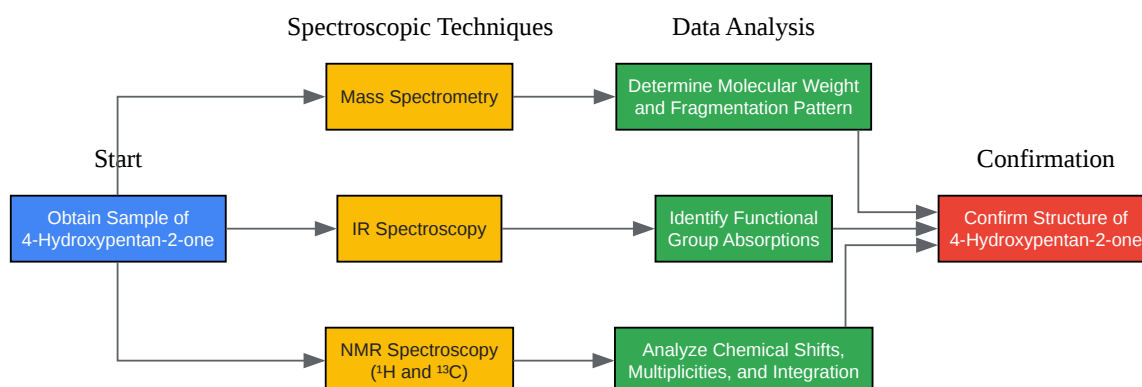 Spectroscopic Techniques
Data Analysis
Mass Spectrometry
Determine Molecular Weight
and Fragmentation Pattern
Start
Confirmation
Obtain Sample of
4-Hydroxypentan-2-one
IR Spectroscopy
Identify Functional
Group Absorptions
Confirm Structure of
4-Hydroxypentan-2-one
NMR Spectroscopy
(¹H and ¹³C)
Analyze Chemical Shifts,
Multiplicities, and Integration